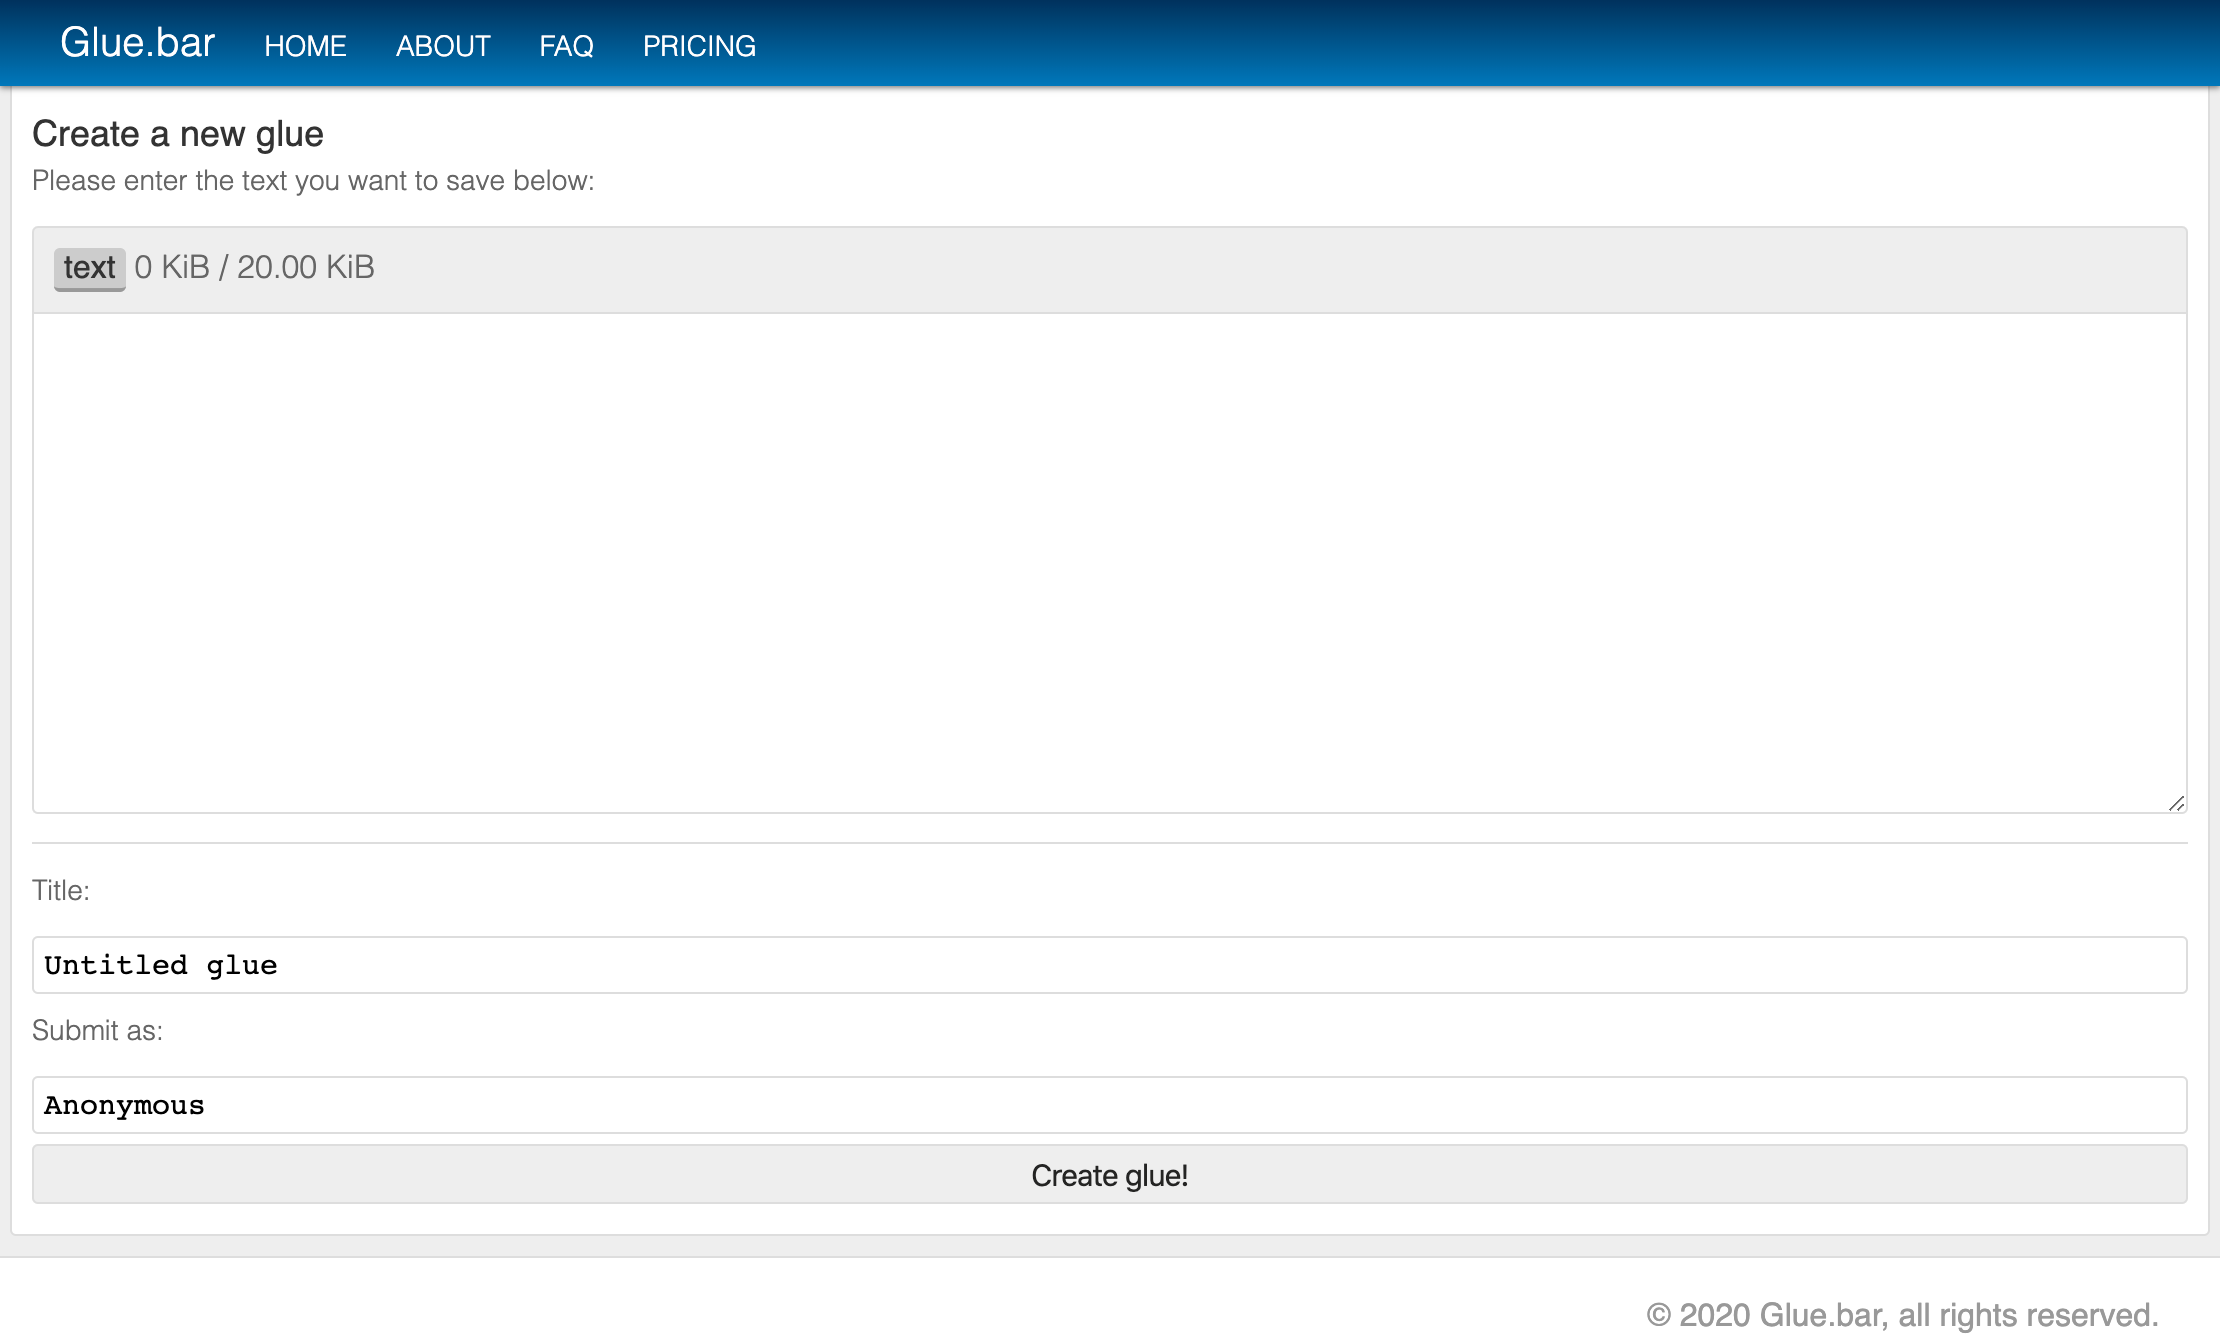 Glue.bar HOME ABOUT FAQ PRICING
Create a new glue
Please enter the text you want to save below:
text 0 KiB / 20.00 KiB
Title:
Untitled glue
Submit as:
Anonymous
Create glue!
© 2020 Glue.bar, all rights reserved.